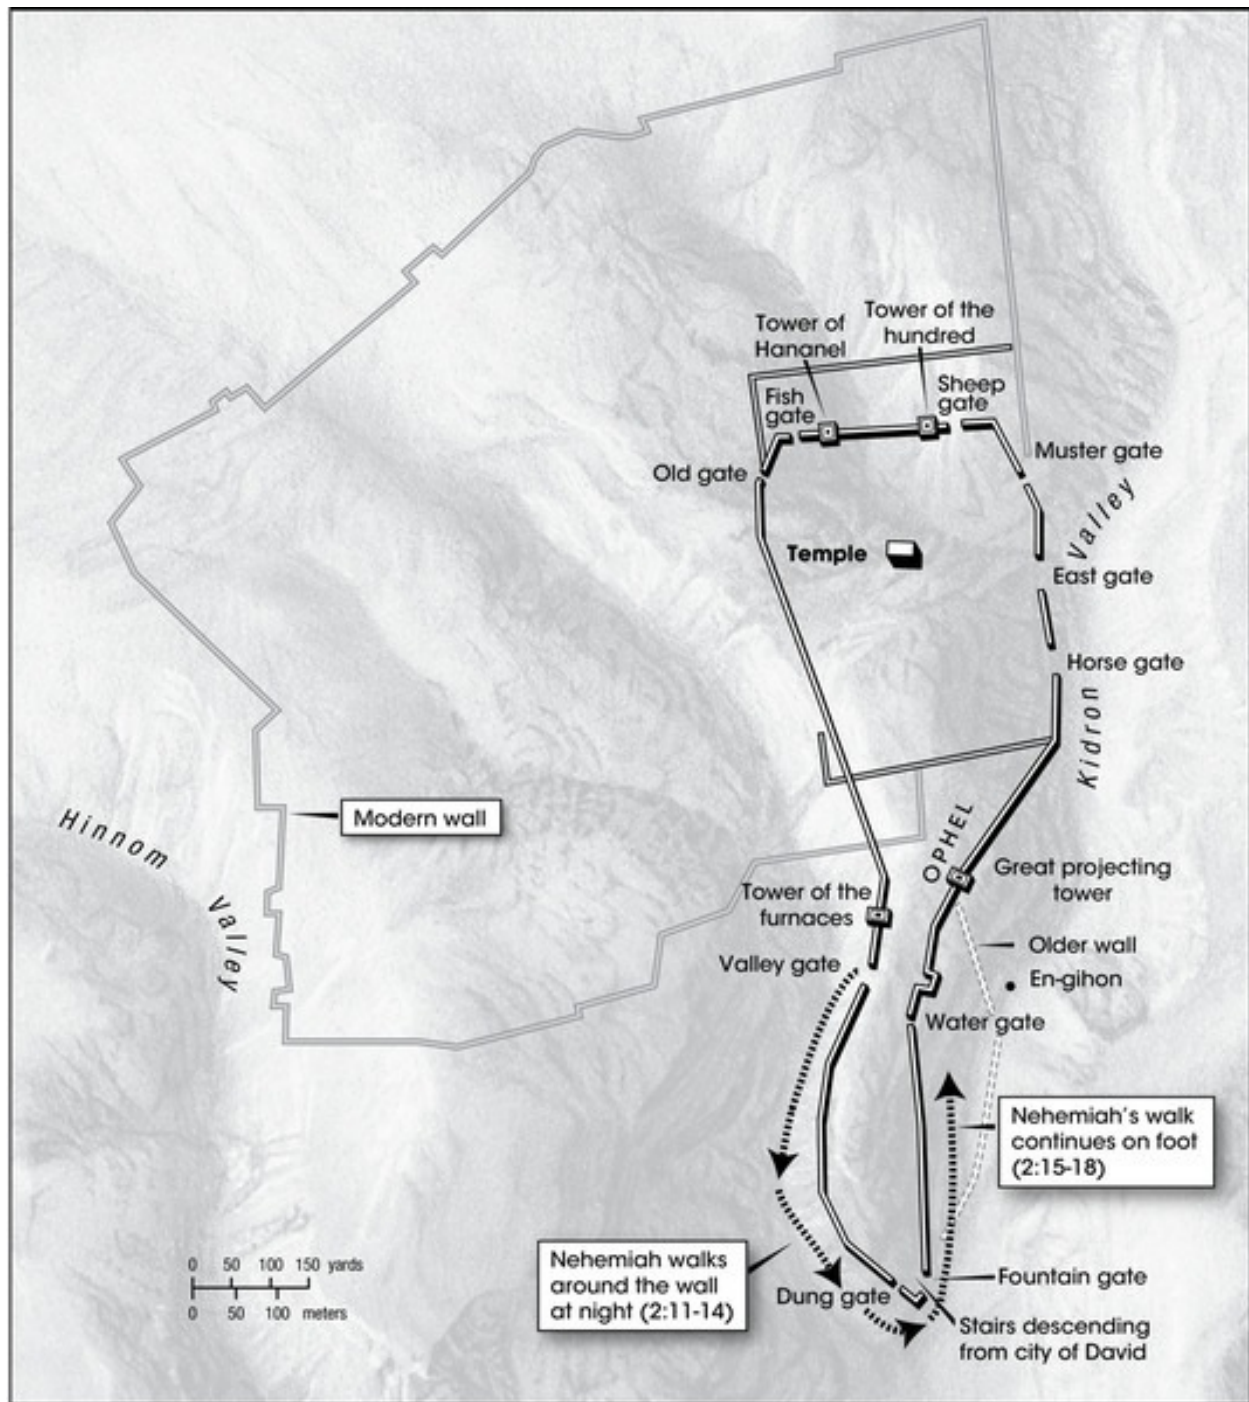 Tower of the
hundred
Tower of
Hananel
Sheep
gate
Fish
gate
Muster gate
Old gate
Valley
Temple
East gate
Horse gate
Kidron
Modern wall
Hinnom
Valley
OPHEL
Great projecting
tower
Tower of the
furnaces
Older wall
Valley gate
En-gihon
Water gate
Nehemiah's walk
continues on foot
(2:15-18)
Nehemiah walks
around the wall
at night (2:11-14)
0 50 100 150 yards
0 50 100 meters
Dung gate
Fountain gate
Stairs descending
from city of David